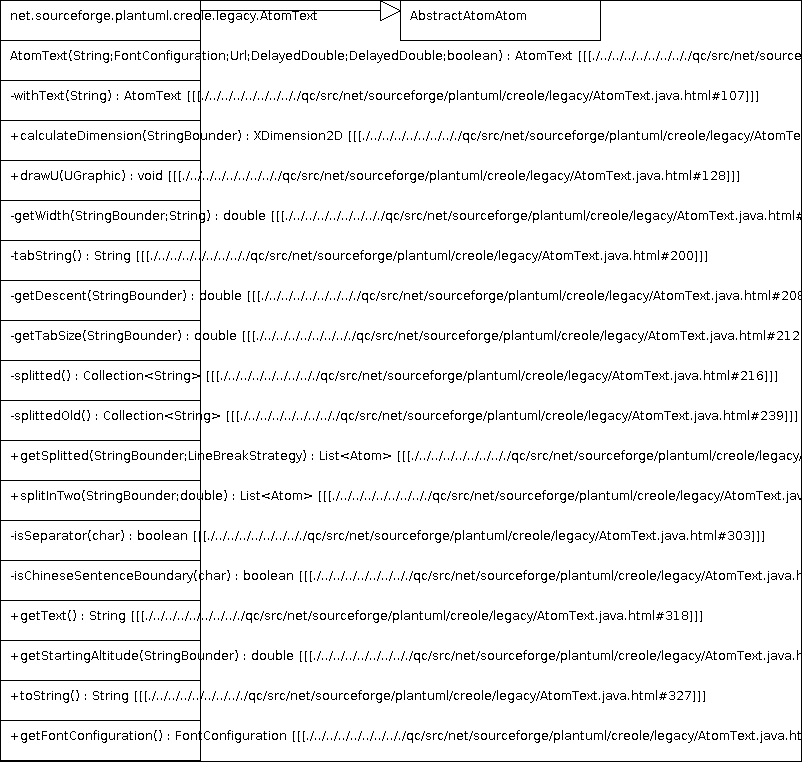 net.sourceforge.plantuml.creole.legacy.AtomText
AbstractAtomAtom
AtomText(String;FontConfiguration;Url;DelayedDouble;DelayedDouble;boolean) : AtomText [[[./../../../../../../../../qc/src/net/source
-withText(String) : AtomText [[[./../../../../../../../../qc/src/net/sourceforge/plantuml/creole/legacy/AtomText.java.html#107]]]
+calculateDimension(StringBounder) : XDimension2D [[[./../../../../../../../../qc/src/net/sourceforge/plantuml/creole/legacy/AtomTe
+drawU(UGraphic) : void [[[./../../../../../../../../qc/src/net/sourceforge/plantuml/creole/legacy/AtomText.java.html#128]]]
-getWidth(StringBounder;String) : double [[[./../../../../../../../../qc/src/net/sourceforge/plantuml/creole/legacy/AtomText.java.html#
-tabString() : String [[[./../../../../../../../../qc/src/net/sourceforge/plantuml/creole/legacy/AtomText.java.html#200]]]
-getDescent(StringBounder) : double [[[./../../../../../../../../qc/src/net/sourceforge/plantuml/creole/legacy/AtomText.java.html#208
-getTabSize(StringBounder) : double [[[./../../../../../../../../qc/src/net/sourceforge/plantuml/creole/legacy/AtomText.java.html#212
-splitted() : Collection<String> [[[./../../../../../../../../qc/src/net/sourceforge/plantuml/creole/legacy/AtomText.java.html#216]]]
-splittedOld() : Collection<String> [[[./../../../../../../../../qc/src/net/sourceforge/plantuml/creole/legacy/AtomText.java.html#239]]]
+getSplitted(StringBounder;LineBreakStrategy) : List<Atom> [[[./../../../../../../../../qc/src/net/sourceforge/plantuml/creole/legacy/
+splitInTwo(StringBounder;double) : List<Atom> [[[./../../../../../../../../qc/src/net/sourceforge/plantuml/creole/legacy/AtomText.jav
-isSeparator(char) : boolean [[[./../../../../../../../../qc/src/net/sourceforge/plantuml/creole/legacy/AtomText.java.html#303]]]
-isChineseSentenceBoundary(char) : boolean [[[./../../../../../../../../qc/src/net/sourceforge/plantuml/creole/legacy/AtomText.java.h
+getText() : String [[[./../../../../../../../../qc/src/net/sourceforge/plantuml/creole/legacy/AtomText.java.html#318]]]
+getStartingAltitude(StringBounder) : double [[[./../../../../../../../../qc/src/net/sourceforge/plantuml/creole/legacy/AtomText.java.h
+toString() : String [[[./../../../../../../../../qc/src/net/sourceforge/plantuml/creole/legacy/AtomText.java.html#327]]]
+getFontConfiguration() : FontConfiguration [[[./../../../../../../../../qc/src/net/sourceforge/plantuml/creole/legacy/AtomText.java.ht